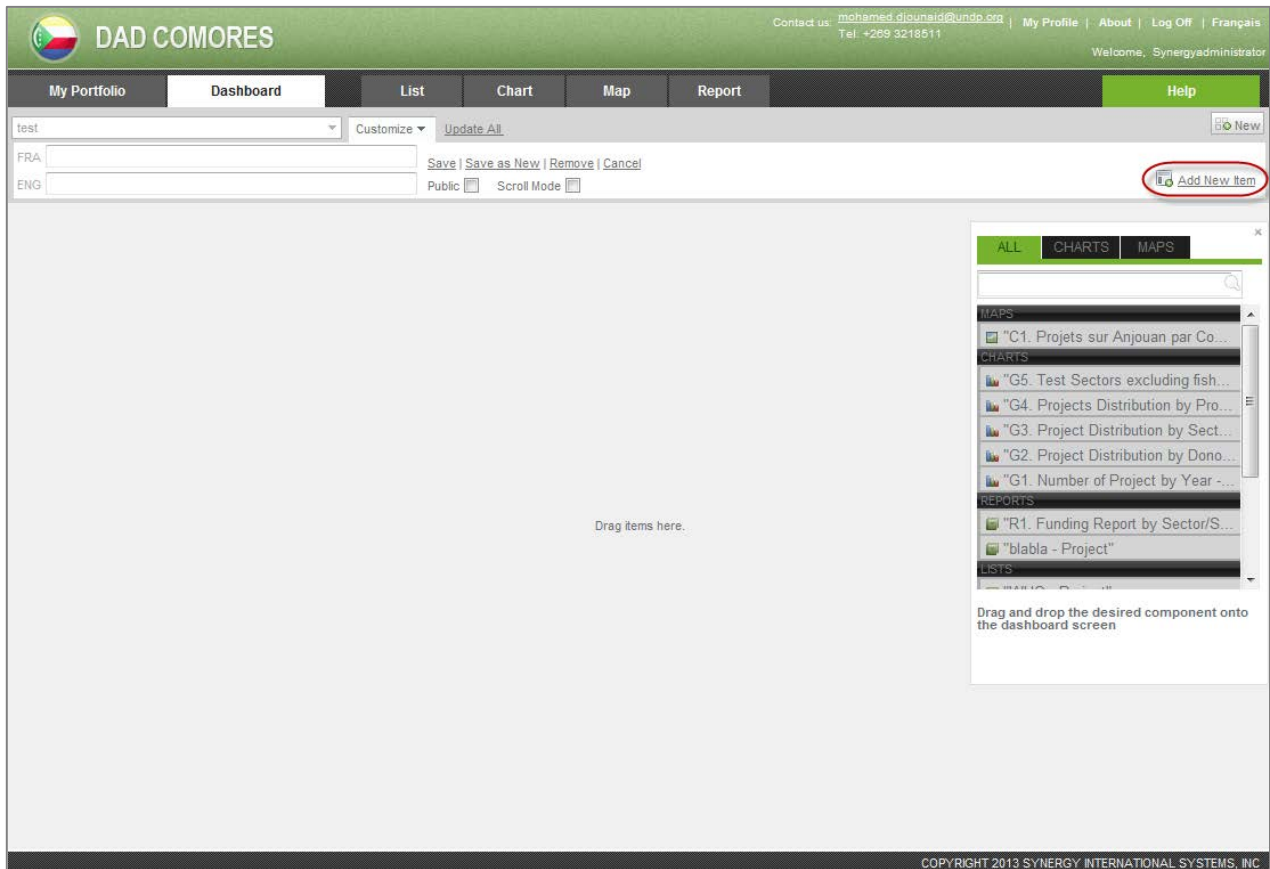 DAD COMORES
Contact us: mohamed.djounaid@undp.org | My Profile | About | Log Off | Français
Tel: +269 3218511
Welcome, Synergyadministrator
My Portfolio Dashboard List Chart Map Report Help
test Customize Update All New
FRA
Save | Save as New | Remove | Cancel
ENG Public Scroll Mode
Add New Item
ALL CHARTS MAPS
MAPS
"C1. Projets sur Anjouan par Co...
CHARTS
"G5. Test Sectors excluding fish...
"G4. Projects Distribution by Pro...
"G3. Project Distribution by Sect...
"G2. Project Distribution by Dono...
"G1. Number of Project by Year -...
REPORTS
"R1. Funding Report by Sector/S...
"blabla - Project"
LISTS
Drag items here.
Drag and drop the desired component onto
the dashboard screen
COPYRIGHT 2013 SYNERGY INTERNATIONAL SYSTEMS, INC